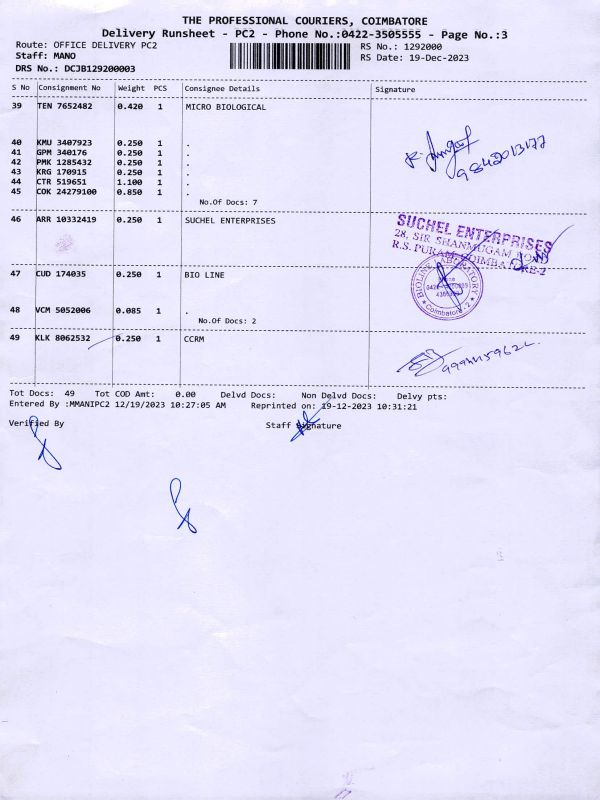 THE PROFESSIONAL COURIERS, COIMBATORE
Delivery Runsheet - PC2 - Phone No.:0422-3505555 - Page No.:3
Route: OFFICE DELIVERY PC2
RS No.: 1292000
Staff: MANO
RS Date: 19-Dec-2023
DRS No.: DCJB129200003
S No Consignment No Weight PCS Consignee Details Signature
39 TEN 7652482 0.420 1 MICRO BIOLOGICAL
40 KMU 3407923 0.250 1 .
41 GPM 340176 0.250 1 .
42 PMK 1285432 0.250 1 .
43 KRG 170915 0.250 1 .
44 CTR 519651 1.100 1 .
45 COK 24279100 0.850 1 .
No.Of Docs: 7
9842013177
46 ARR 10332419 0.250 1 SUCHEL ENTERPRISES
SUCHEL ENTERPRISES
28, SIR SHANMUGAM ROAD
R.S. PURAM, COIMBATORE-2
47 CUD 174035 0.250 1 BIO LINE
BIOLINE LABORATORY
Coimbatore - 2
48 VCM 5052006 0.085 1 .
No.Of Docs: 2
49 KLK 8062532 0.250 1 CCRM
Tot Docs: 49 Tot COD Amt: 0.00 Delvd Docs: Non Delvd Docs: Delvy pts:
Entered By :MMANIPC2 12/19/2023 10:27:05 AM Reprinted on: 19-12-2023 10:31:21
Verified By
Staff Signature